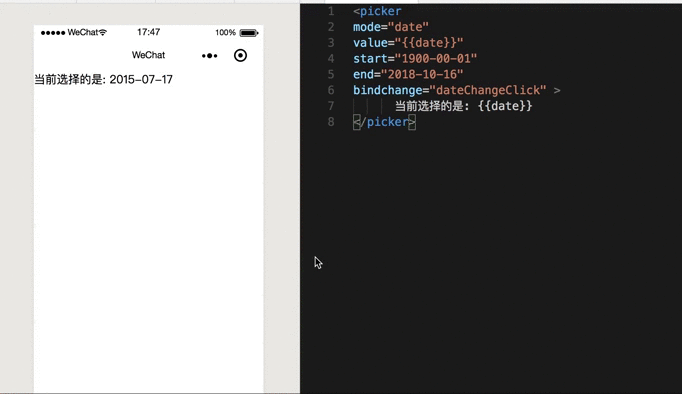 WeChat 17:47 100%
WeChat
当前选择的是: 2015-07-17
1 <picker
2 mode="date"
3 value="{{date}}"
4 start="1900-00-01"
5 end="2018-10-16"
6 bindchange="dateChangeClick" >
7 当前选择的是: {{date}}
8 </picker>